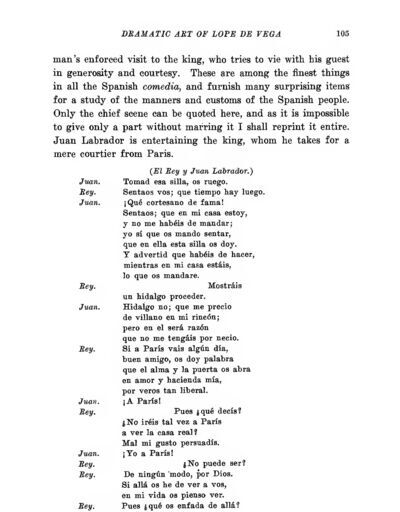 DRAMATIC ART OF LOPE DE VEGA 105
man's enforced visit to the king, who tries to vie with his guest
in generosity and courtesy. These are among the finest things
in all the Spanish comedia, and furnish many surprising items
for a study of the manners and customs of the Spanish people.
Only the chief scene can be quoted here, and as it is impossible
to give only a part without marring it I shall reprint it entire.
Juan Labrador is entertaining the king, whom he takes for a
mere courtier from Paris.
(El Rey y Juan Labrador.)
Juan. Tomad esa silla, os ruego.
Rey. Sentaos vos; que tiempo hay luego.
Juan. ¡Qué cortesano de fama!
Sentaos; que en mi casa estoy,
y no me habéis de mandar;
yo sí que os mando sentar,
que en ella esta silla os doy.
Y advertid que habéis de hacer,
mientras en mi casa estáis,
lo que os mandare.
Rey. Mostráis
un hidalgo proceder.
Juan. Hidalgo no; que me precio
de villano en mi rincón;
pero en el será razón
que no me tengáis por necio.
Rey. Si a París vais algún día,
buen amigo, os doy palabra
que el alma y la puerta os abra
en amor y hacienda mía,
por veros tan liberal.
Juan. ¡A París!
Rey. Pues ¿qué decís?
¿No iréis tal vez a París
a ver la casa real?
Mal mi gusto persuadís.
Juan. ¡Yo a París!
Rey. ¿No puede ser?
Rey. De ningún modo, por Dios.
Si allá os he de ver a vos,
en mi vida os pienso ver.
Rey. Pues ¿qué os enfada de allá?